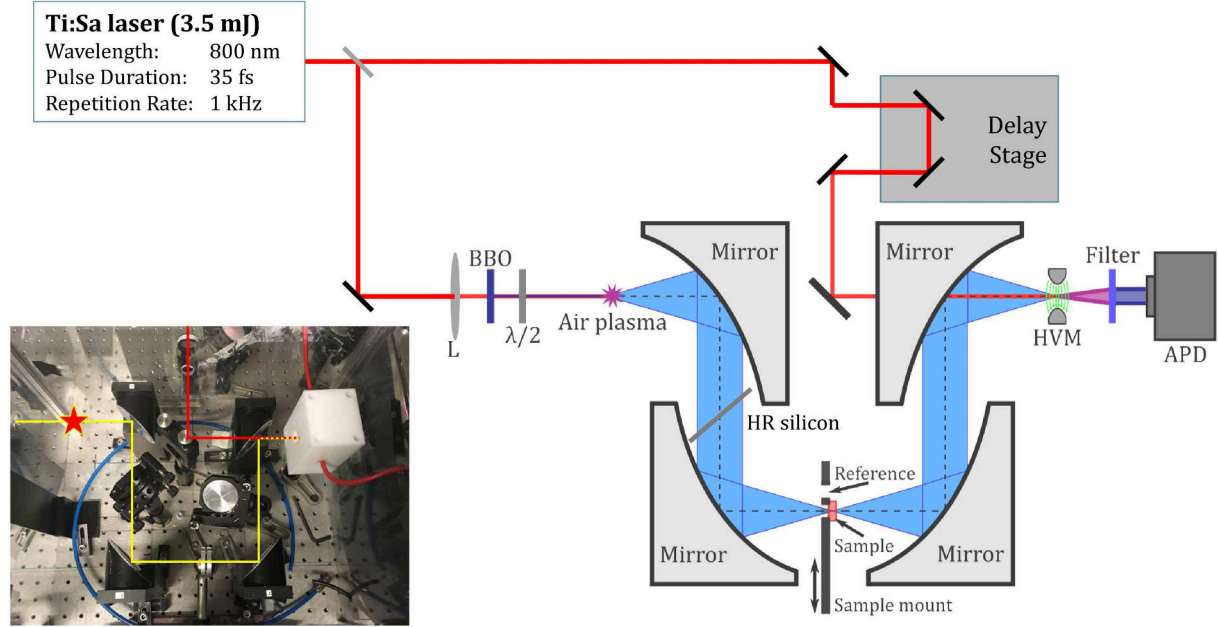 Ti:Sa laser (3.5 mJ)
Wavelength: 800 nm
Pulse Duration: 35 fs
Repetition Rate: 1 kHz
Delay
Stage
Mirror
Mirror
BBO
Filter
Air plasma
λ/2
L
HVM
APD
HR silicon
Reference
Mirror
Sample
Mirror
Sample mount